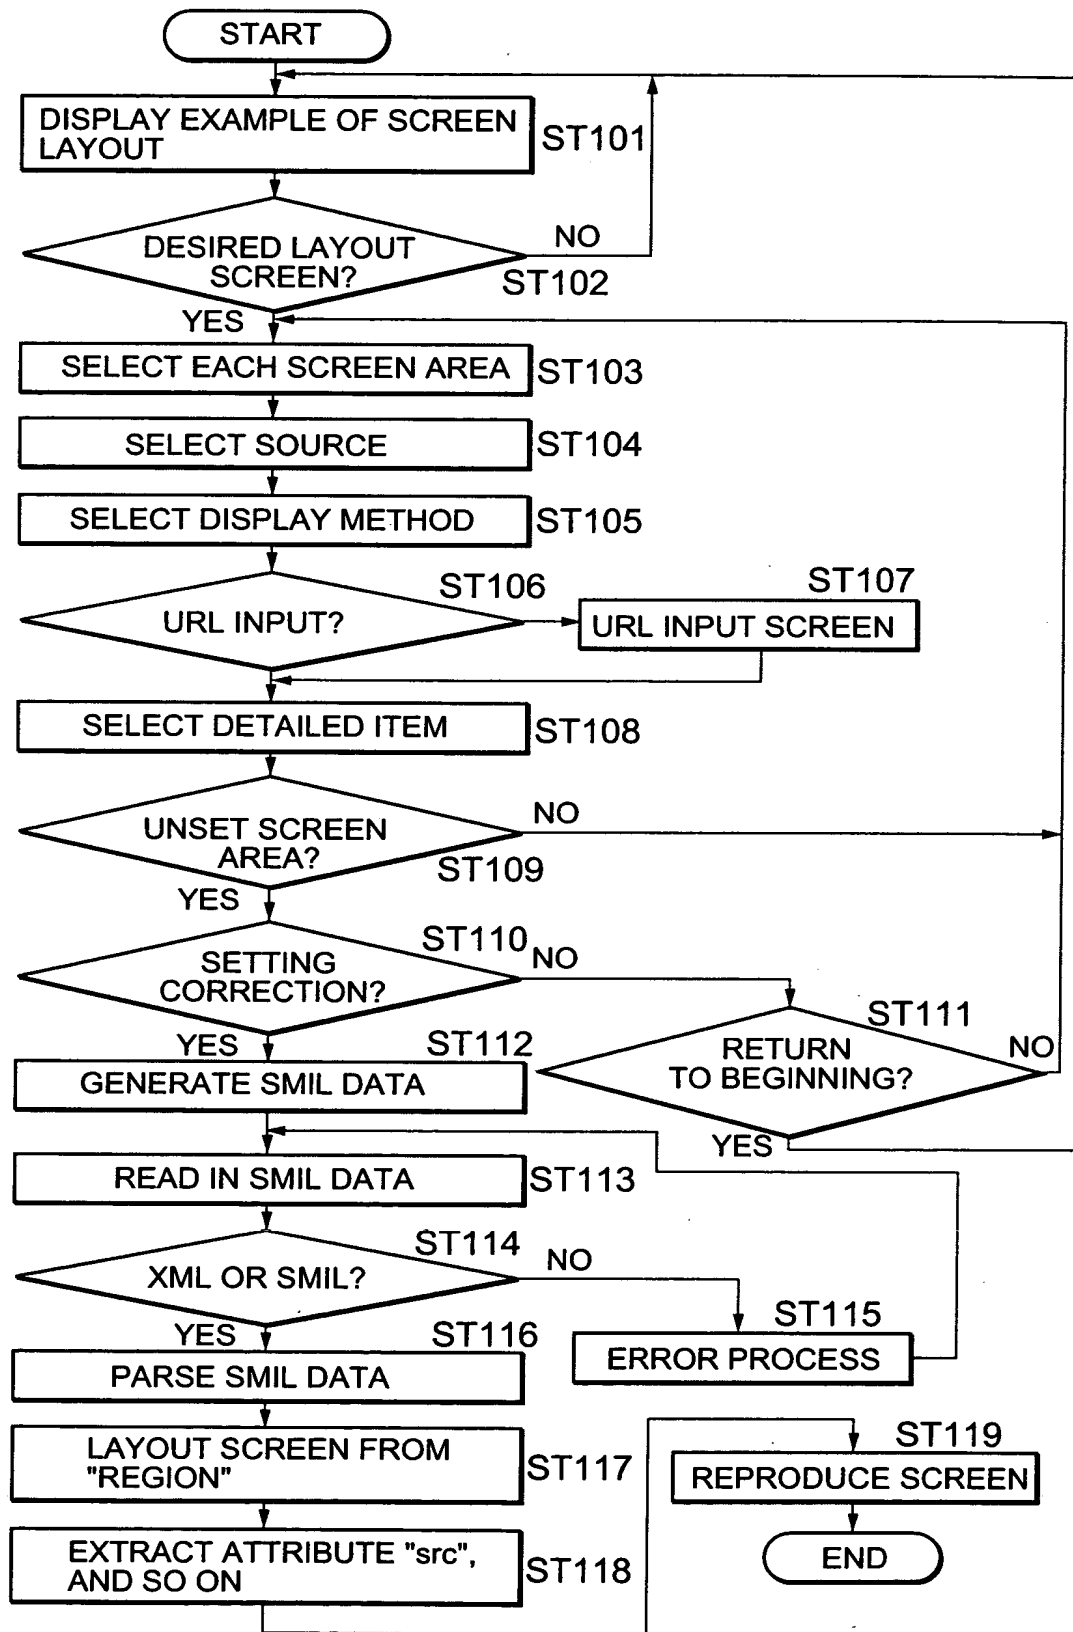 START
DISPLAY EXAMPLE OF SCREEN
LAYOUT
ST101
DESIRED LAYOUT
SCREEN?
NO
ST102
YES
SELECT EACH SCREEN AREA
ST103
SELECT SOURCE
ST104
SELECT DISPLAY METHOD
ST105
URL INPUT?
ST106
ST107
URL INPUT SCREEN
SELECT DETAILED ITEM
ST108
UNSET SCREEN
AREA?
NO
ST109
YES
SETTING
CORRECTION?
ST110
NO
ST111
RETURN
TO BEGINNING?
NO
YES
YES
ST112
GENERATE SMIL DATA
READ IN SMIL DATA
ST113
XML OR SMIL?
ST114
NO
ST115
ERROR PROCESS
YES
ST116
PARSE SMIL DATA
LAYOUT SCREEN FROM
"REGION"
ST117
EXTRACT ATTRIBUTE "src",
AND SO ON
ST118
ST119
REPRODUCE SCREEN
END